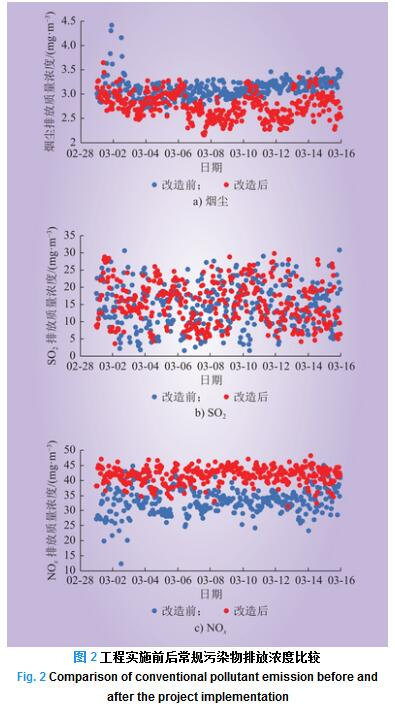 烟尘排放质量浓度/(mg·m⁻³)
4.5
4.0
3.5
3.0
2.5
2
02-28 03-02 03-04 03-06 03-08 03-10 03-12 03-14 03-16
日期
改造前； 改造后
a) 烟尘
SO₂ 排放质量浓度/(mg·m⁻³)
35
30
25
20
15
10
5
0
02-28 03-02 03-04 03-06 03-08 03-10 03-12 03-14 03-16
日期
改造前； 改造后
b) SO₂
NOₓ 排放质量浓度/(mg·m⁻³)
50
45
40
35
30
25
20
15
10
02-28 03-02 03-04 03-06 03-08 03-10 03-12 03-14 03-16
日期
改造前； 改造后
c) NOₓ
图 2 工程实施前后常规污染物排放浓度比较
Fig. 2 Comparison of conventional pollutant emission before and
after the project implementation